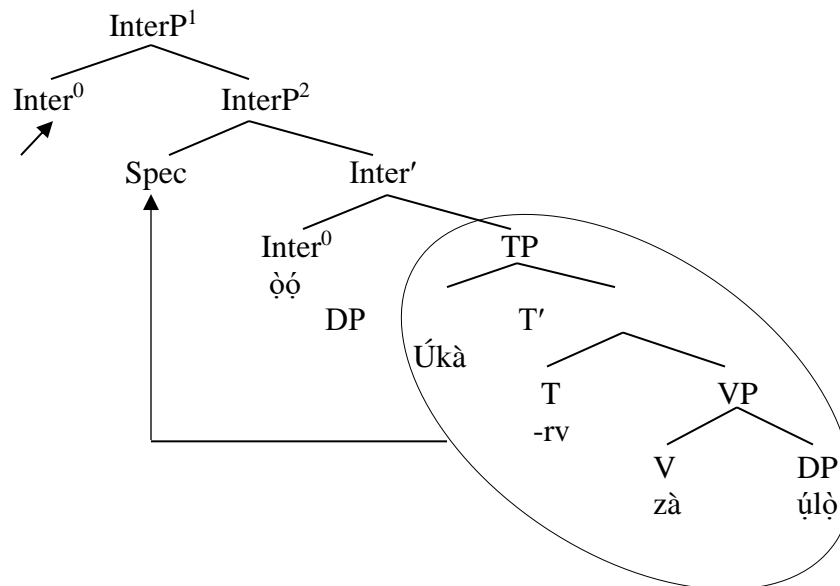 InterP¹
Inter⁰ InterP²
Spec Inter′
Inter⁰ TP
ọ̀ọ́
DP T′
Úkà
T VP
-rv
V DP
zà ụ́lọ̀